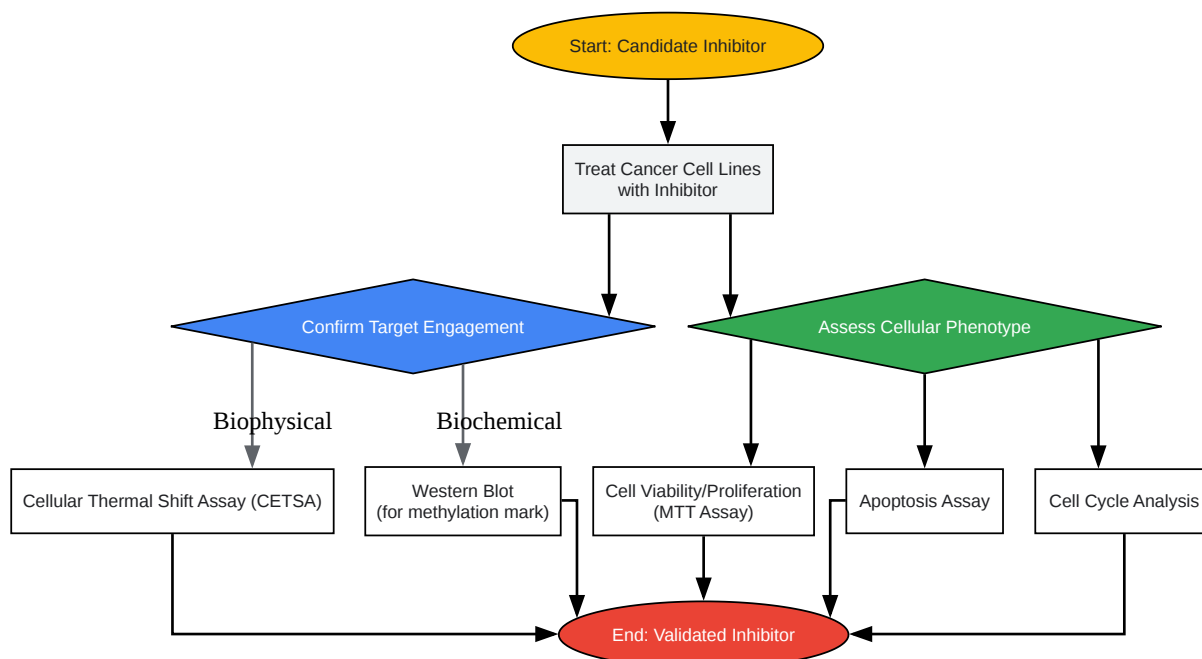 Start: Candidate Inhibitor
Treat Cancer Cell Lines
with Inhibitor
Confirm Target Engagement
Assess Cellular Phenotype
Biophysical
Biochemical
Cellular Thermal Shift Assay (CETSA)
Western Blot
(for methylation mark)
Cell Viability/Proliferation
(MTT Assay)
Apoptosis Assay
Cell Cycle Analysis
End: Validated Inhibitor